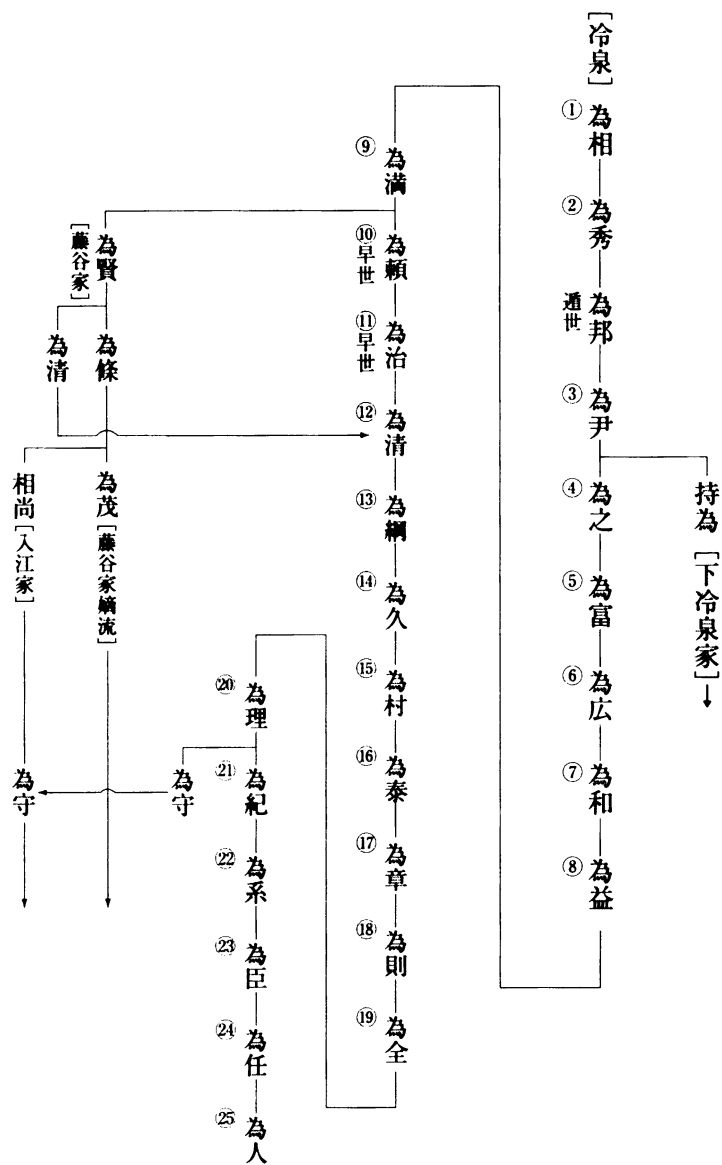 [冷泉]
①為相
②為秀
為邦 遁世
③為尹
持為 [下冷泉家]
④為之
⑤為富
⑥為広
⑦為和
⑧為益
⑨為満
⑩為頼 早世
⑪為治 早世
⑫為清
⑬為綱
⑭為久
⑮為村
⑯為泰
⑰為章
⑱為則
⑲為全
⑳為理
㉑為紀
㉒為系
㉓為臣
㉔為任
㉕為人
為守
為賢 [藤谷家]
為條
為清
為茂[藤谷家嫡流]
相尚[入江家]
為守